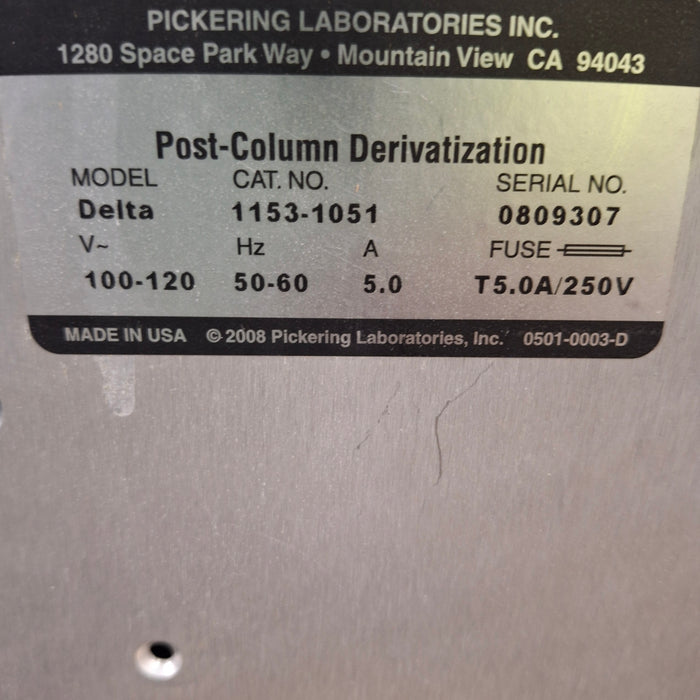 PICKERING LABORATORIES INC.
1280 Space Park Way • Mountain View CA 94043
Post-Column Derivatization
MODEL CAT. NO. SERIAL NO.
Delta 1153-1051 0809307
V~ Hz A FUSE
100-120 50-60 5.0 T5.0A/250V
MADE IN USA © 2008 Pickering Laboratories, Inc. 0501-0003-D